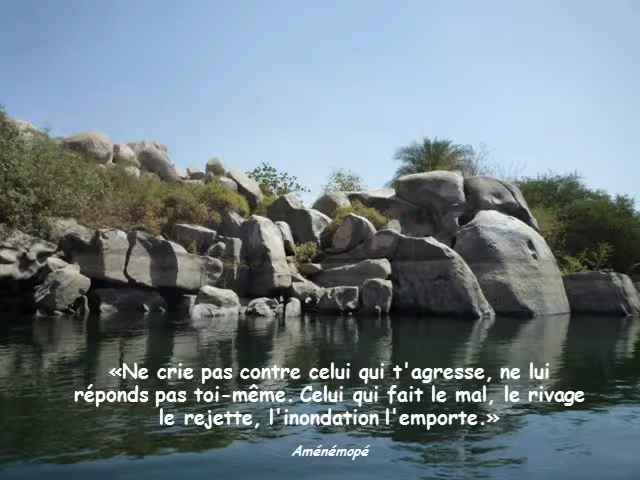 «Ne crie pas contre celui qui t'agresse, ne lui
réponds pas toi-même. Celui qui fait le mal, le rivage
le rejette, l'inondation l'emporte.»
Aménémopé